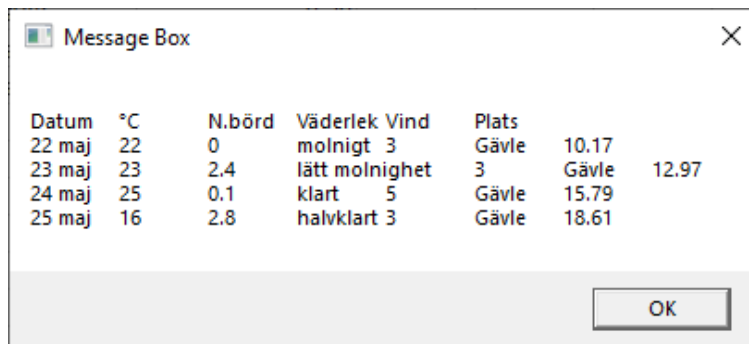 Message Box
Datum °C N.börd Väderlek Vind Plats
22 maj 22 0 molnigt 3 Gävle 10.17
23 maj 23 2.4 lätt molnighet 3 Gävle 12.97
24 maj 25 0.1 klart 5 Gävle 15.79
25 maj 16 2.8 halvklart 3 Gävle 18.61
OK